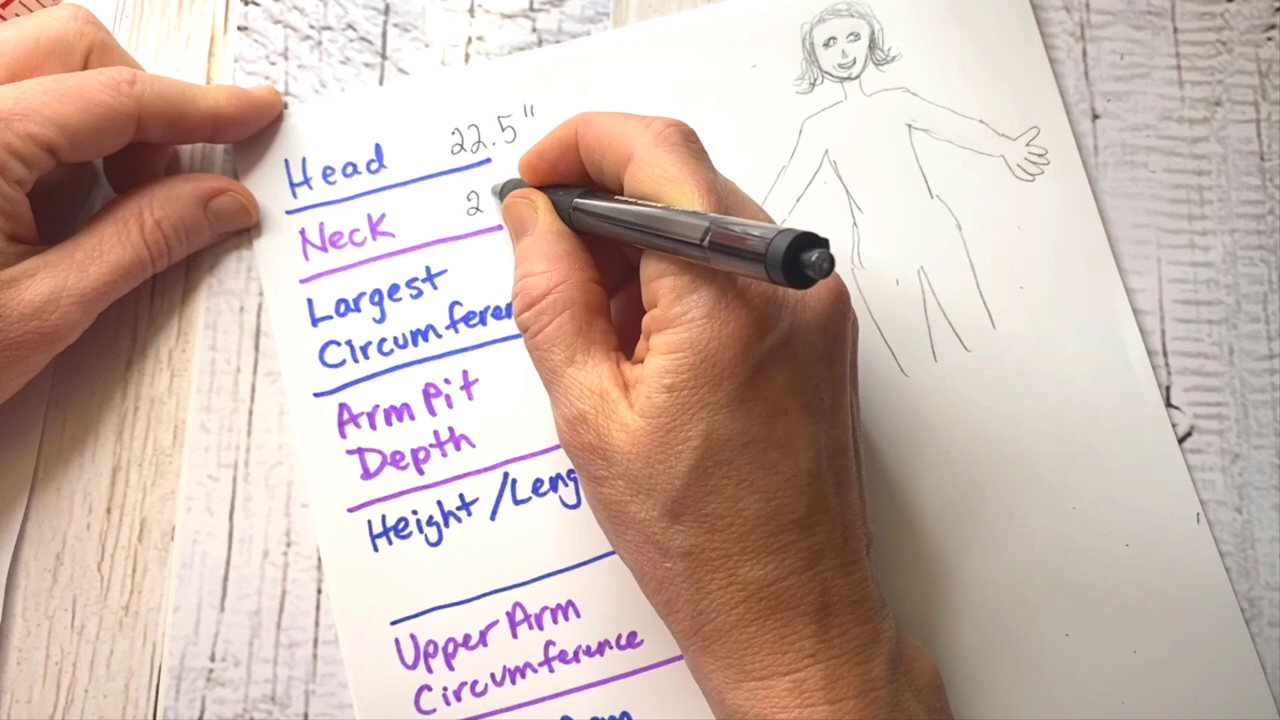 Head 22.5"
Neck 2
Largest
Circumferen
Arm Pit
Depth
Height/Leng
Upper Arm
Circumference